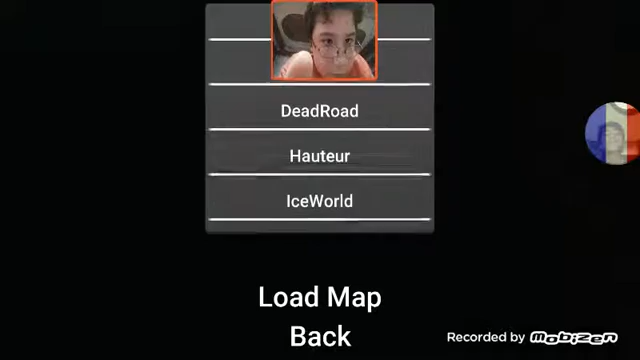 DeadRoad
Hauteur
IceWorld
Load Map
Back
Recorded by mobizen